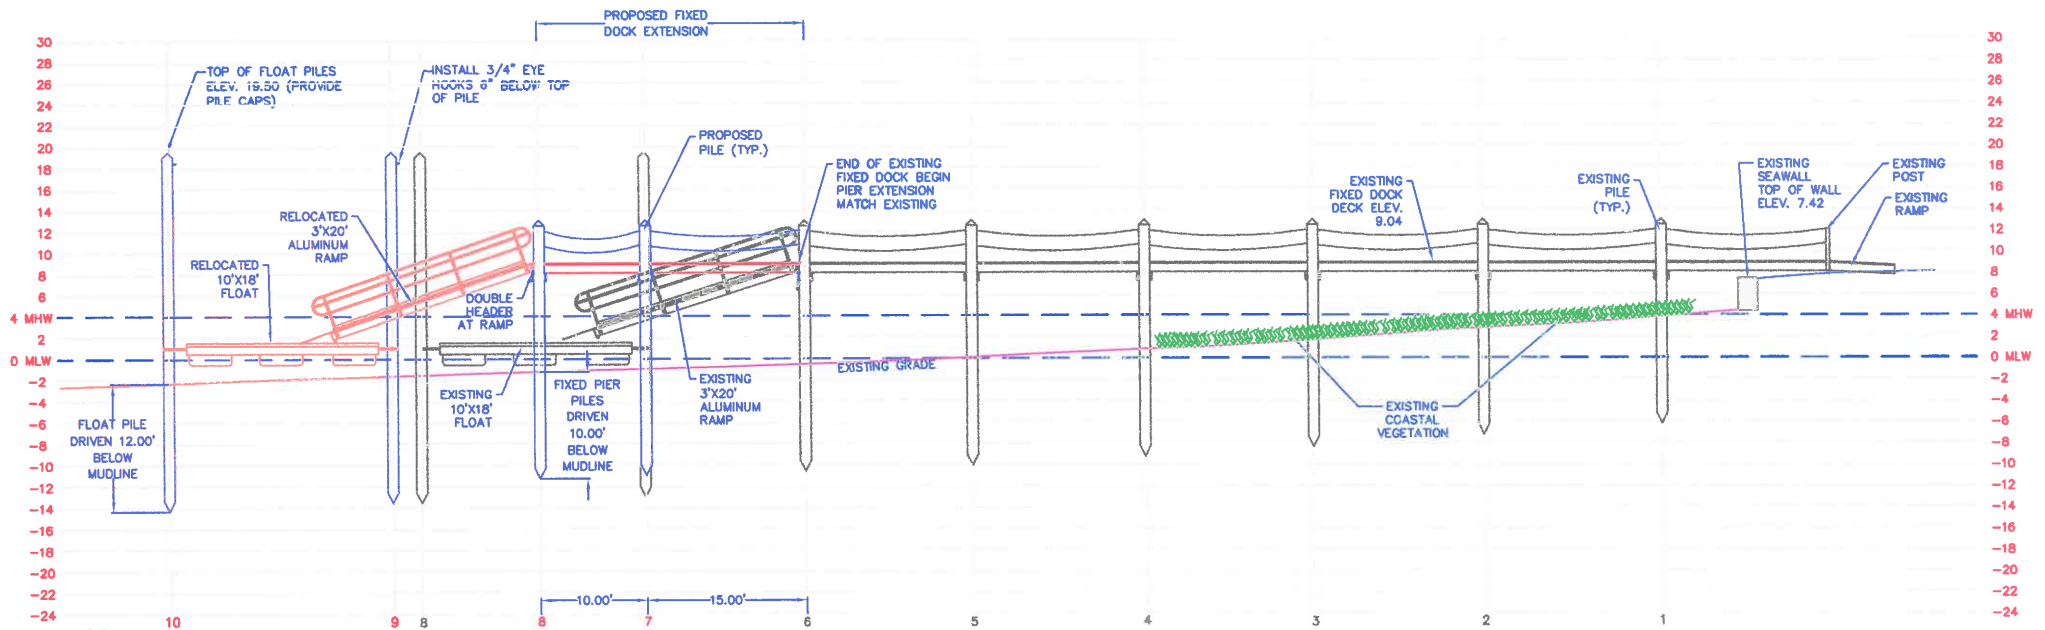 PROPOSED FIXED
DOCK EXTENSION
30
28
26
24
22
20
18
16
14
12
10
8
6
4 MHW
2
0 MLW
-2
-4
-6
-8
-10
-12
-14
-16
-18
-20
-22
-24
TOP OF FLOAT PILES
ELEV. 19.50 (PROVIDE
PILE CAPS)
INSTALL 3/4" EYE
HOOKS 6" BELOW TOP
OF PILE
PROPOSED
PILE (TYP.)
END OF EXISTING
FIXED DOCK BEGIN
PIER EXTENSION
MATCH EXISTING
EXISTING
FIXED DOCK
DECK ELEV.
9.04
EXISTING
PILE
(TYP.)
EXISTING
SEAWALL
TOP OF WALL
ELEV. 7.42
EXISTING
POST
EXISTING
RAMP
RELOCATED
3'X20'
ALUMINUM
RAMP
RELOCATED
10'X18'
FLOAT
DOUBLE
HEADER
AT RAMP
EXISTING GRADE
EXISTING
10'X18'
FLOAT
FIXED PIER
PILES
DRIVEN
10.00'
BELOW
MUDLINE
EXISTING
3'X20'
ALUMINUM
RAMP
EXISTING
COASTAL
VEGETATION
FLOAT PILE
DRIVEN 12.00'
BELOW
MUDLINE
30
28
26
24
22
20
18
16
14
12
10
8
6
4 MHW
2
0 MLW
-2
-4
-6
-8
-10
-12
-14
-16
-18
-20
-22
-24
10.00'
15.00'
10
9
8
8
7
6
5
4
3
2
1